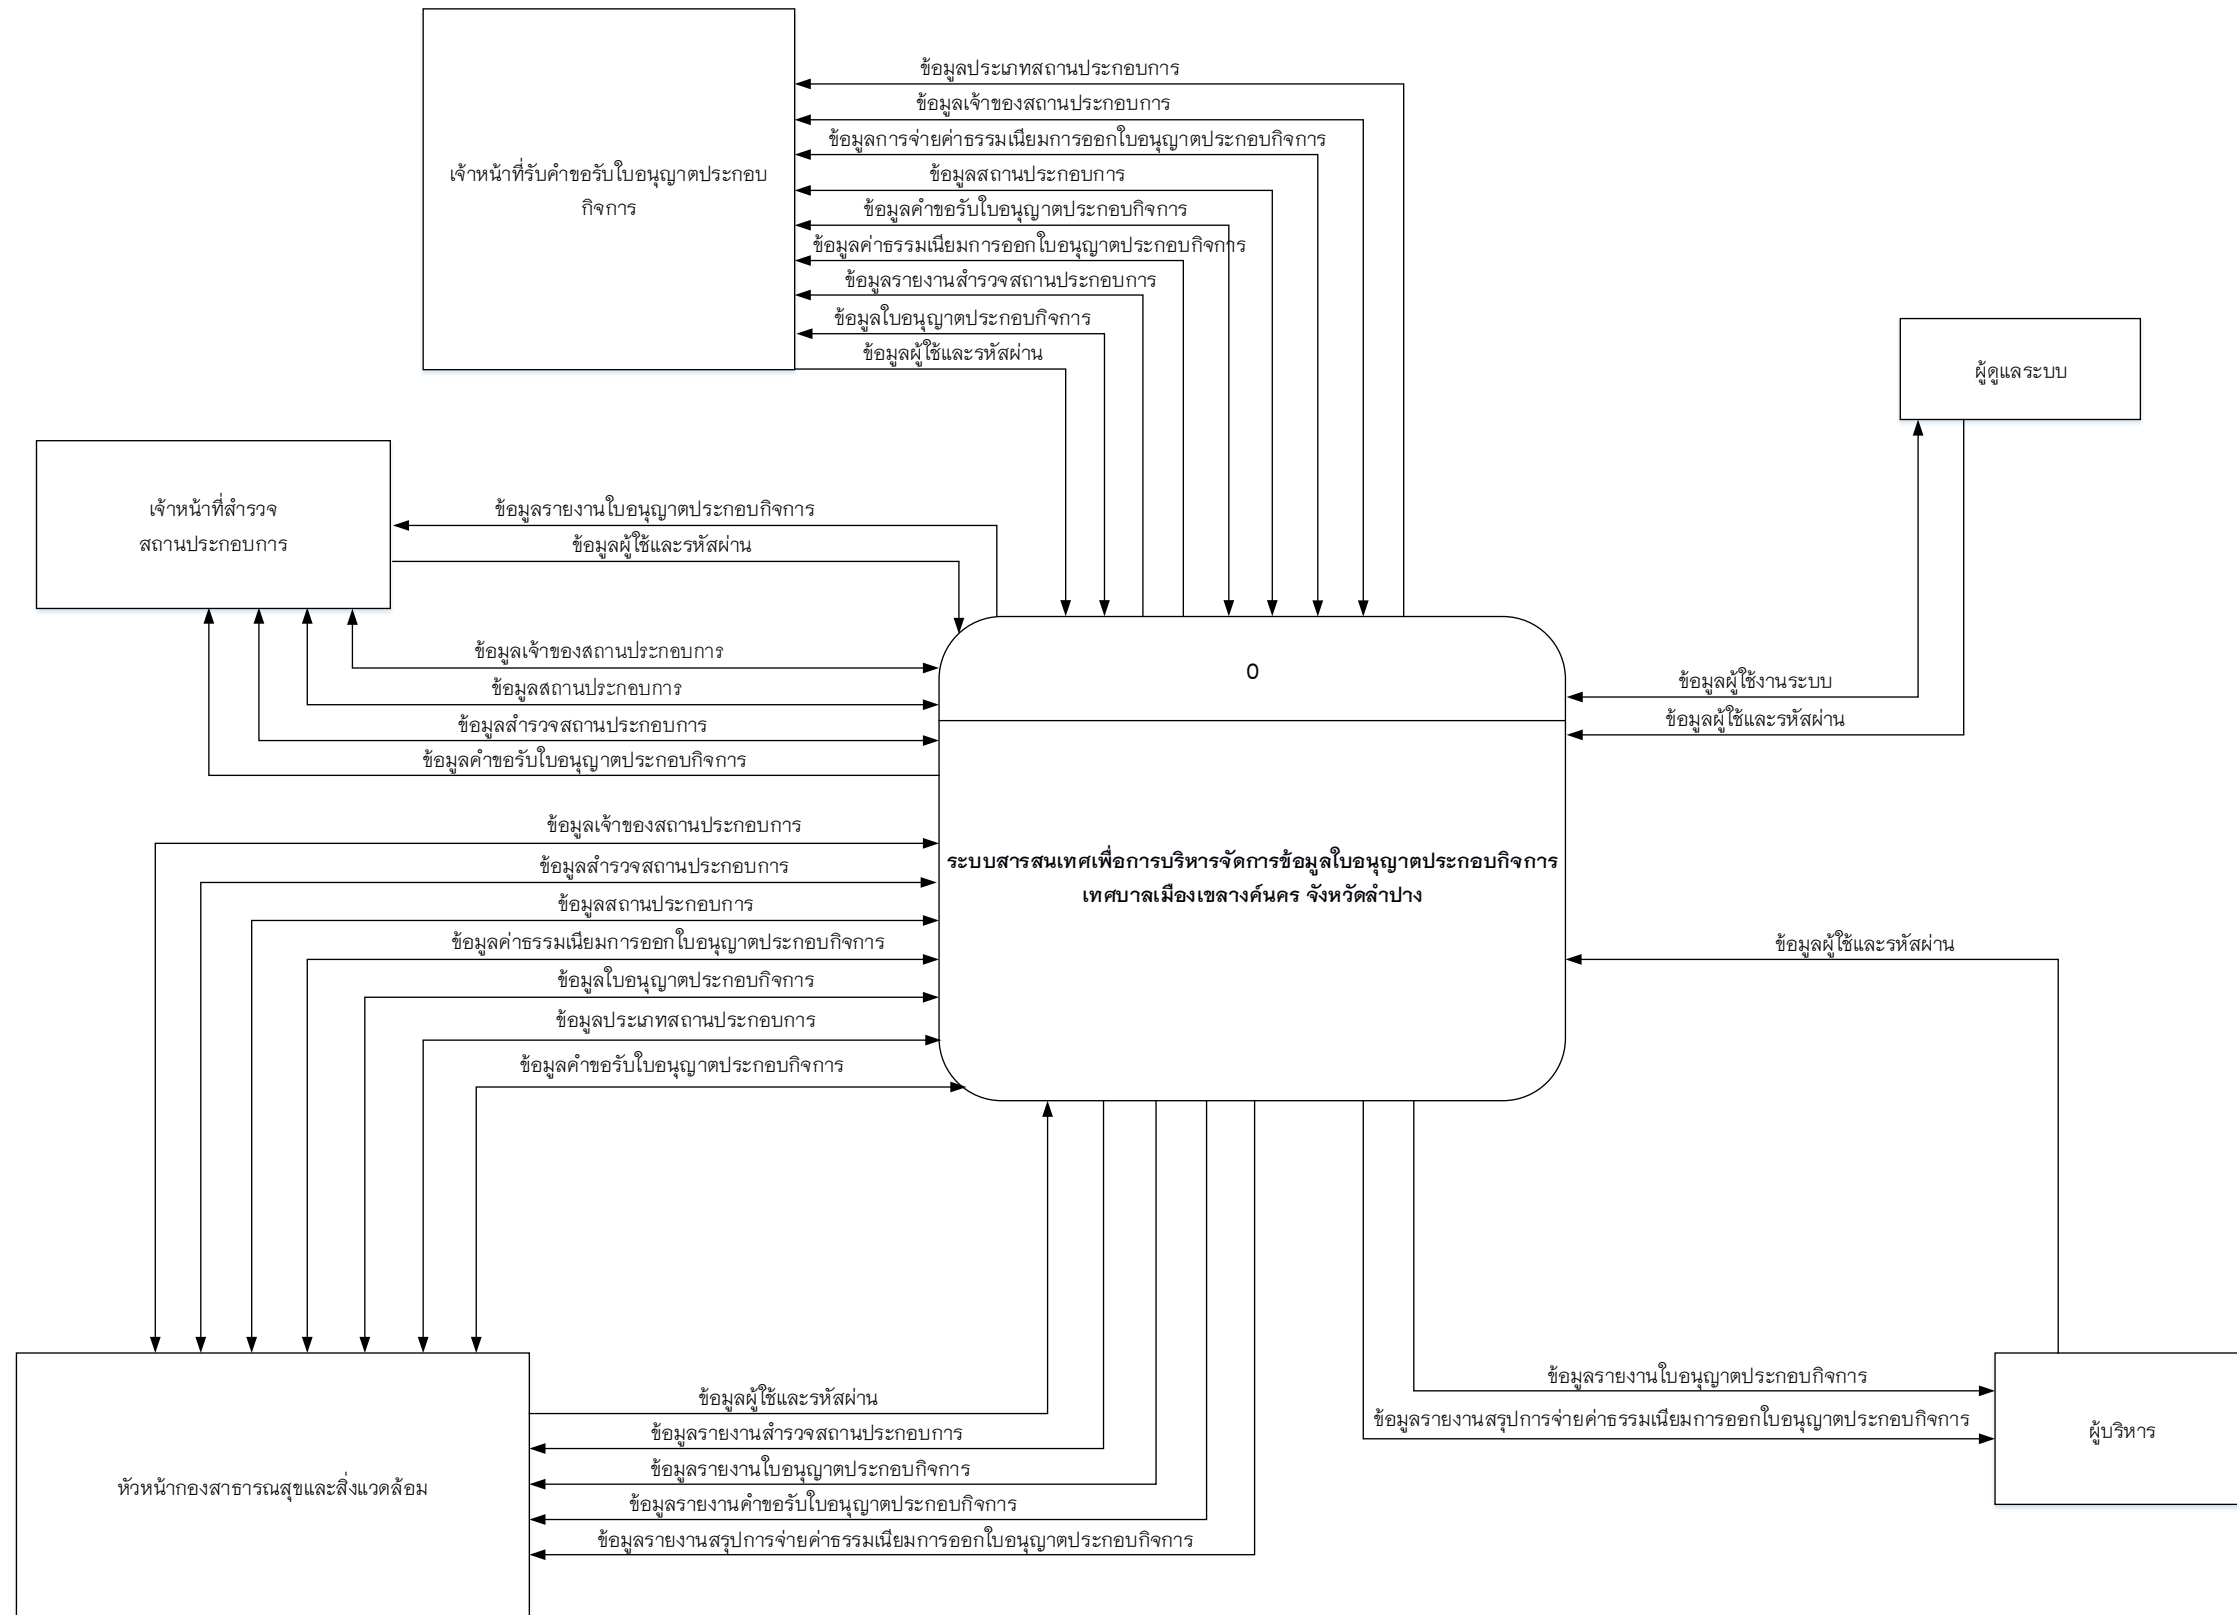 ข้อมูลประเภทสถานประกอบการ
ข้อมูลเจ้าของสถานประกอบการ
ข้อมูลการจ่ายค่าธรรมเนียมการออกใบอนุญาตประกอบกิจการ
เจ้าหน้าที่รับคำขอรับใบอนุญาตประกอบ
กิจการ
ข้อมูลสถานประกอบการ
ข้อมูลคำขอรับใบอนุญาตประกอบกิจการ
ข้อมูลค่าธรรมเนียมการออกใบอนุญาตประกอบกิจการ
ข้อมูลรายงานสำรวจสถานประกอบการ
ข้อมูลใบอนุญาตประกอบกิจการ
ข้อมูลผู้ใช้และรหัสผ่าน
ผู้ดูแลระบบ
เจ้าหน้าที่สำรวจ
สถานประกอบการ
ข้อมูลรายงานใบอนุญาตประกอบกิจการ
ข้อมูลผู้ใช้และรหัสผ่าน
ข้อมูลเจ้าของสถานประกอบการ
ข้อมูลสถานประกอบการ
ข้อมูลสำรวจสถานประกอบการ
ข้อมูลคำขอรับใบอนุญาตประกอบกิจการ
0
ข้อมูลผู้ใช้งานระบบ
ข้อมูลผู้ใช้และรหัสผ่าน
ข้อมูลเจ้าของสถานประกอบการ
ข้อมูลสำรวจสถานประกอบการ
ข้อมูลสถานประกอบการ
ข้อมูลค่าธรรมเนียมการออกใบอนุญาตประกอบกิจการ
ข้อมูลใบอนุญาตประกอบกิจการ
ข้อมูลประเภทสถานประกอบการ
ข้อมูลคำขอรับใบอนุญาตประกอบกิจการ
ระบบสารสนเทศเพื่อการบริหารจัดการข้อมูลใบอนุญาตประกอบกิจการ
เทศบาลเมืองเขลางค์นคร จังหวัดลำปาง
ข้อมูลผู้ใช้และรหัสผ่าน
หัวหน้ากองสาธารณสุขและสิ่งแวดล้อม
ข้อมูลผู้ใช้และรหัสผ่าน
ข้อมูลรายงานสำรวจสถานประกอบการ
ข้อมูลรายงานใบอนุญาตประกอบกิจการ
ข้อมูลรายงานคำขอรับใบอนุญาตประกอบกิจการ
ข้อมูลรายงานสรุปการจ่ายค่าธรรมเนียมการออกใบอนุญาตประกอบกิจการ
ข้อมูลรายงานใบอนุญาตประกอบกิจการ
ข้อมูลรายงานสรุปการจ่ายค่าธรรมเนียมการออกใบอนุญาตประกอบกิจการ
ผู้บริหาร